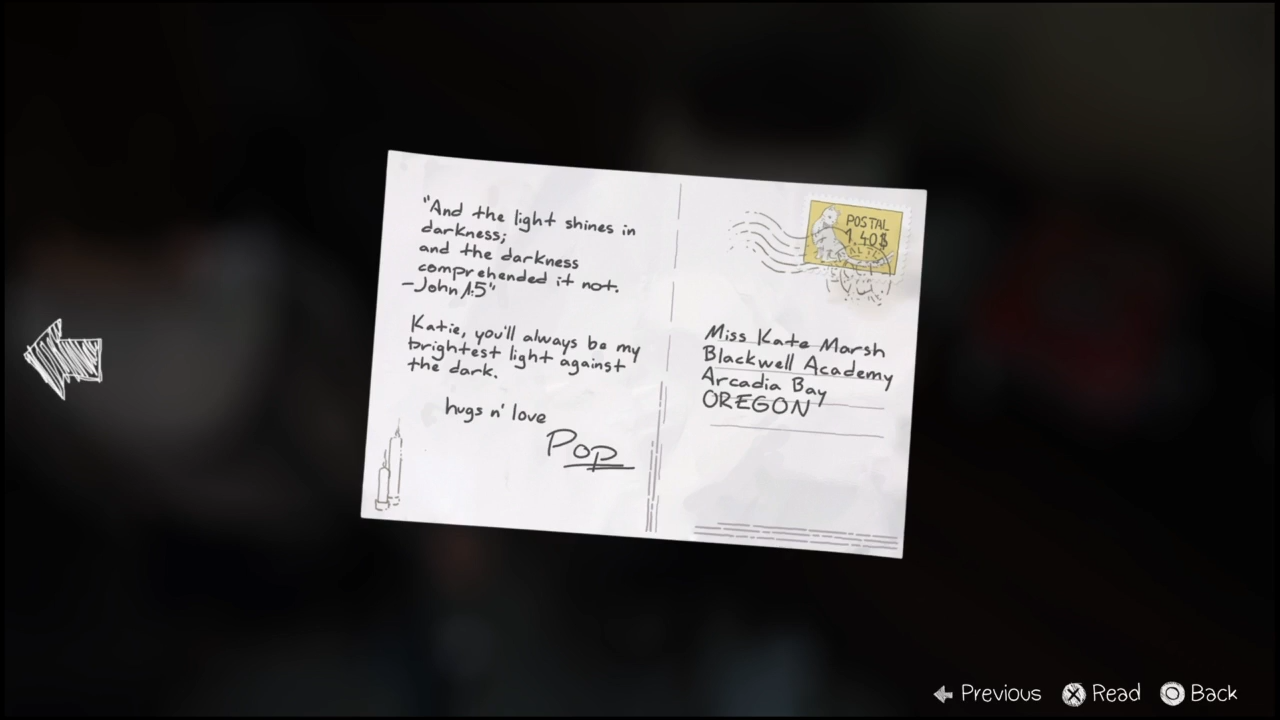 "And the light shines in
darkness;
and the darkness
comprehended it not.
-John 1:5"
Katie, you'll always be my
brightest light against
the dark.
hugs n' love
Pop
POSTAL
1.40$
Miss Kate Marsh
Blackwell Academy
Arcadia Bay
OREGON
Previous
Read
Back